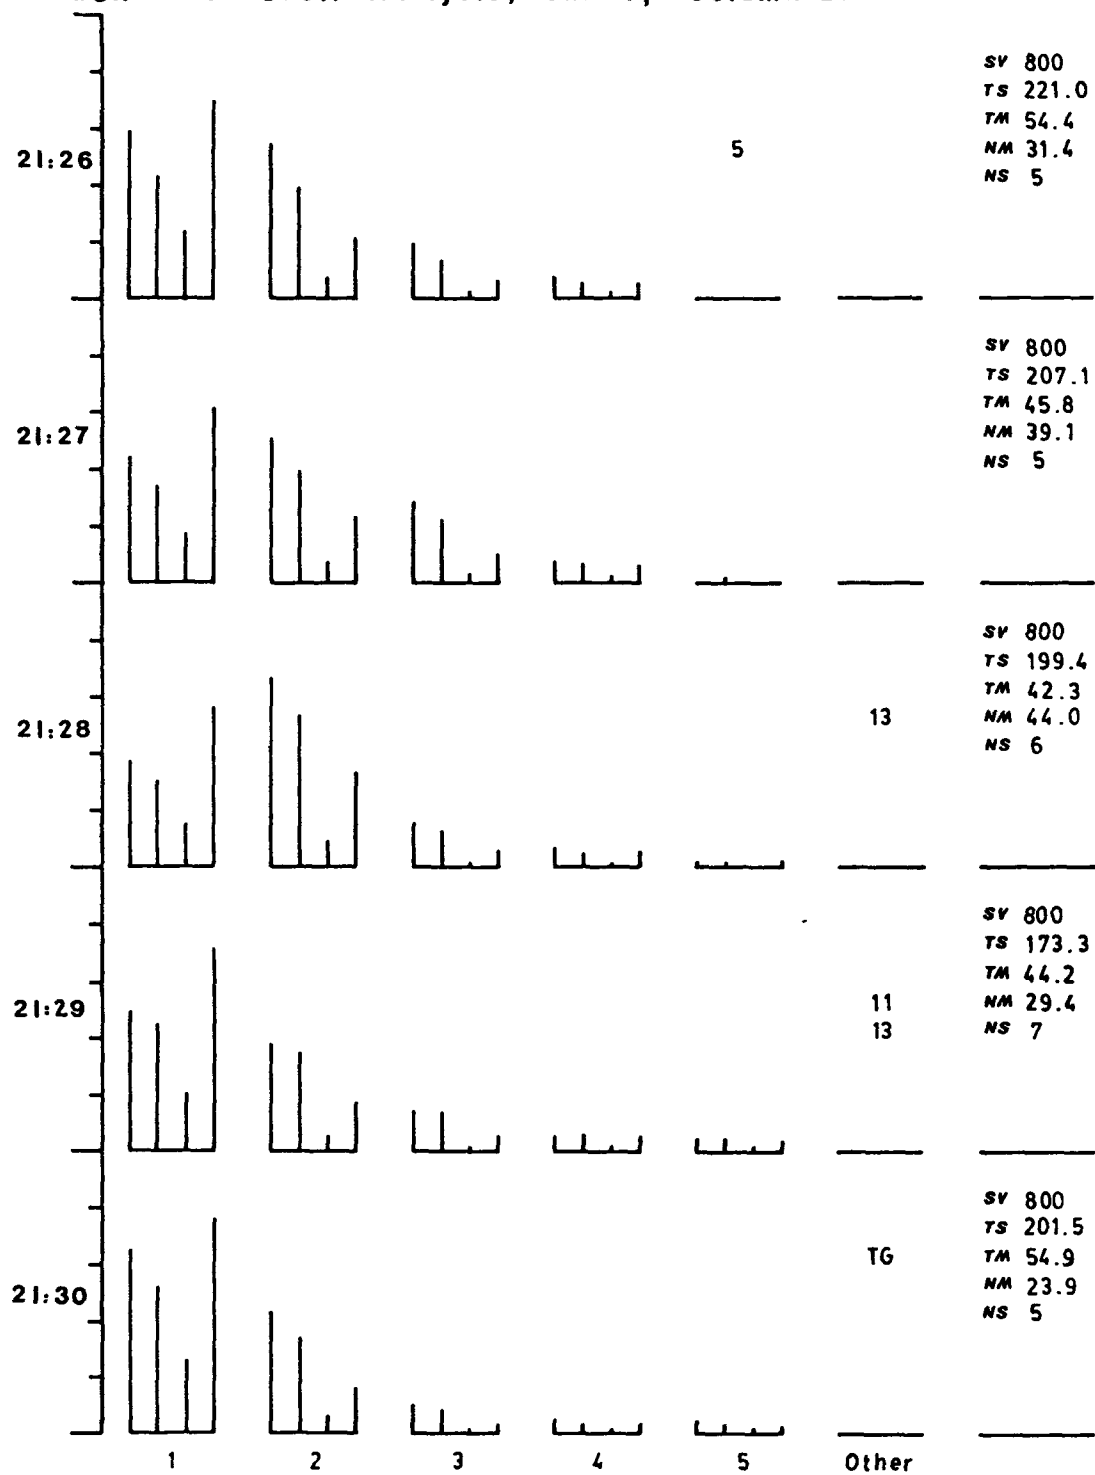 SV 800
TS 221.0
TM 54.4
NM 31.4
NS 5
21:26
5
SV 800
TS 207.1
TM 45.8
NM 39.1
NS 5
21:27
SV 800
TS 199.4
TM 42.3
NM 44.0
NS 6
21:28
13
SV 800
TS 173.3
TM 44.2
NM 29.4
NS 7
21:29
11
13
SV 800
TS 201.5
TM 54.9
NM 23.9
NS 5
21:30
TG
1 2 3 4 5 Other